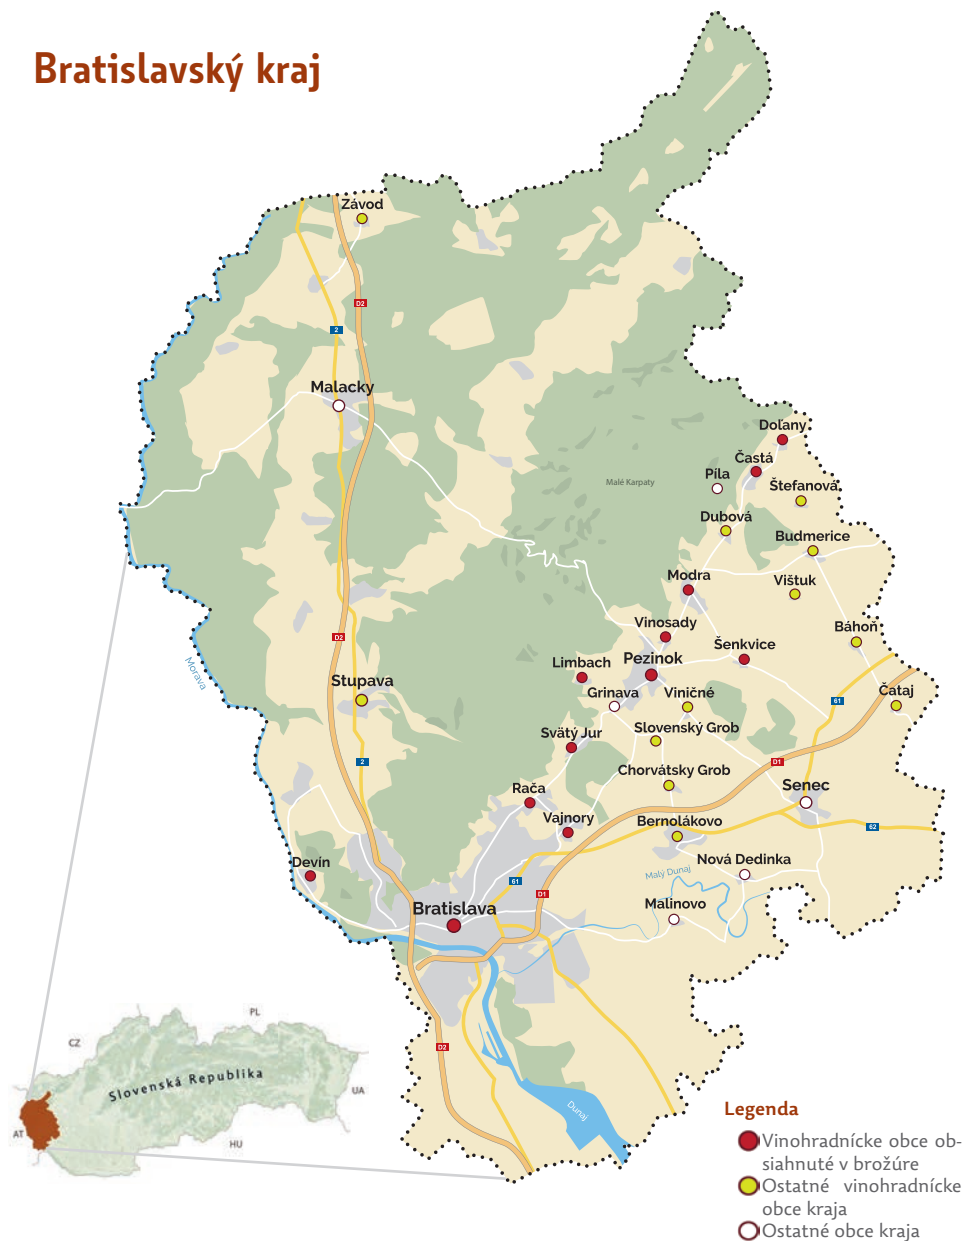 Bratislavský kraj
Závod
D2
2
Malacky
Doľany
Častá
Píla
Malé Karpaty
Štefanová
Dubová
Budmerice
Modra
Vištuk
Vinosady
Báhoň
D2
Šenkvice
Limbach
Pezinok
Morava
Stupava
Grinava
Viničné
Čataj
61
Svätý Jur
Slovenský Grob
2
D1
Chorvátsky Grob
Senec
Rača
Vajnory
Bernolákovo
62
Devín
Nová Dedinka
Malý Dunaj
61
D1
Bratislava
Malinovo
PL
CZ
D2
Slovenská Republika
UA
AT
HU
Dunaj
Legenda
Vinohradnícke obce ob-
siahnuté v brožúre
Ostatné vinohradnícke
obce kraja
Ostatné obce kraja